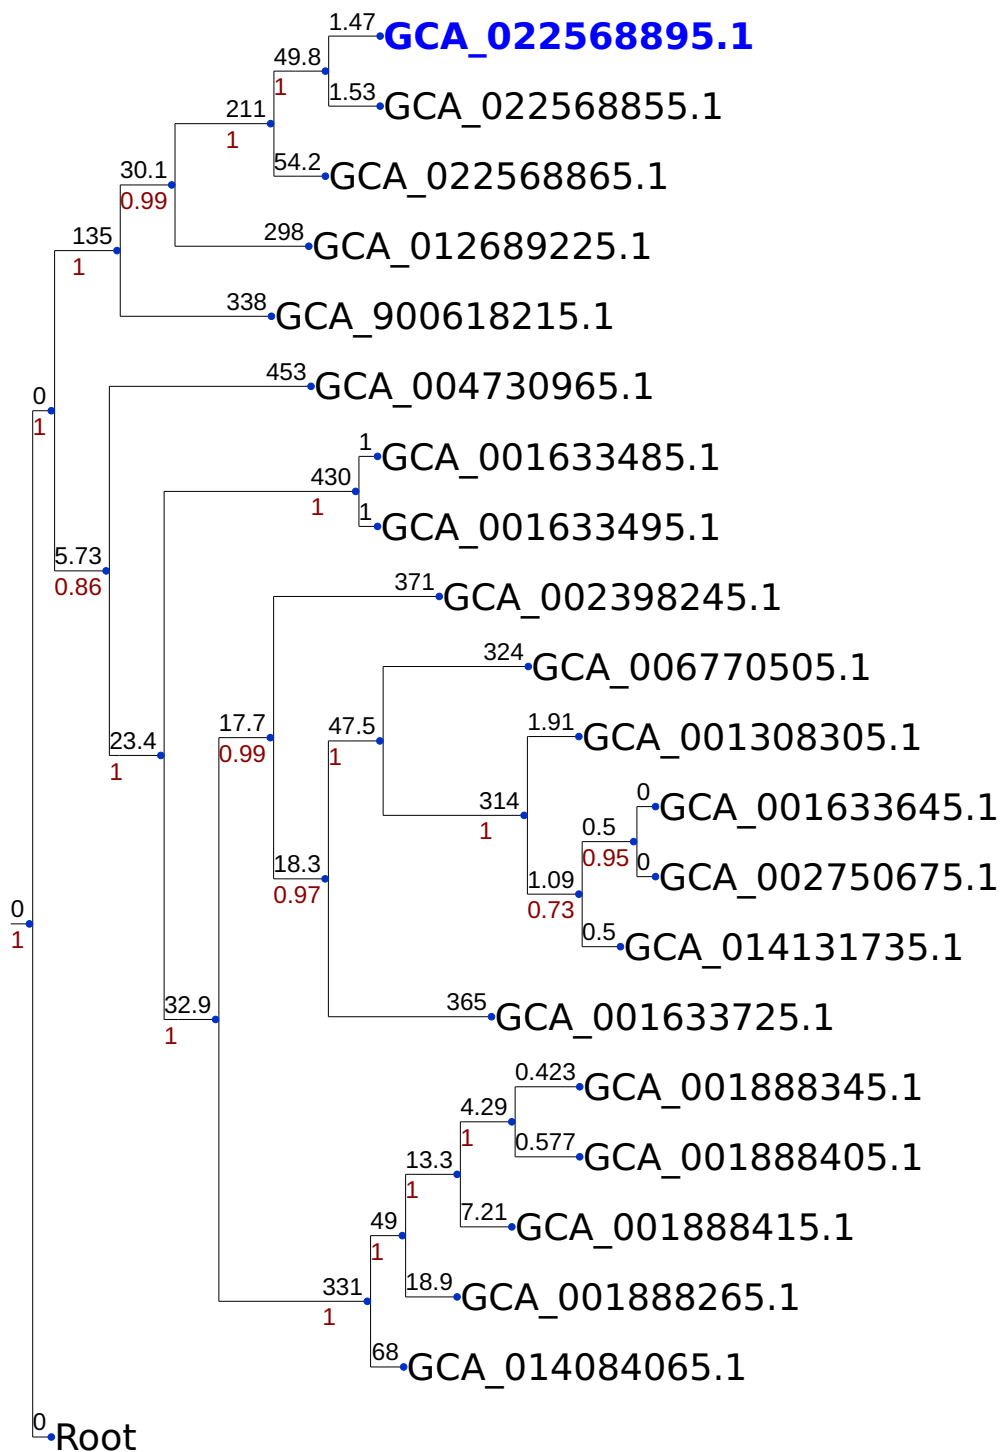 1.47
GCA_022568895.1
49.8
1
1.53
GCA_022568855.1
211
1
54.2
GCA_022568865.1
30.1
0.99
298
GCA_012689225.1
135
1
338
GCA_900618215.1
453
GCA_004730965.1
0
1
1
GCA_001633485.1
430
1
1
GCA_001633495.1
5.73
0.86
371
GCA_002398245.1
324
GCA_006770505.1
47.5
1
1.91
GCA_001308305.1
17.7
0.99
23.4
1
314
1
0
GCA_001633645.1
0.5
0.95
0
GCA_002750675.1
18.3
0.97
1.09
0.73
0.5
GCA_014131735.1
0
1
365
GCA_001633725.1
32.9
1
0.423
GCA_001888345.1
4.29
1
0.577
GCA_001888405.1
13.3
1
7.21
GCA_001888415.1
49
1
18.9
GCA_001888265.1
331
1
68
GCA_014084065.1
0
Root